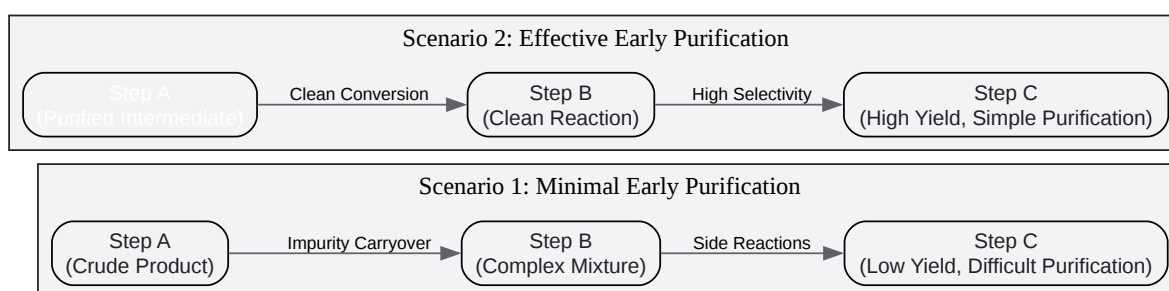 Scenario 2: Effective Early Purification
Step A
(Purified Intermediate)
Clean Conversion
Step B
(Clean Reaction)
High Selectivity
Step C
(High Yield, Simple Purification)
Scenario 1: Minimal Early Purification
Step A
(Crude Product)
Impurity Carryover
Step B
(Complex Mixture)
Side Reactions
Step C
(Low Yield, Difficult Purification)